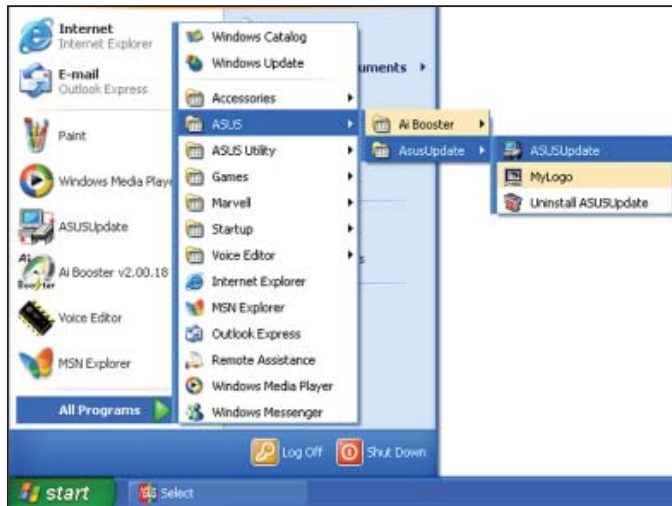 Internet
Internet Explorer
E-mail
Outlook Express
Paint
Windows Media Playe
ASUSUpdate
Ai Booster v2.00.18
Voice Editor
MSN Explorer
All Programs
Windows Catalog
Windows Update
Accessories
ASUS
ASUS Utility
Games
Marvell
Startup
Voice Editor
Internet Explorer
MSN Explorer
Outlook Express
Remote Assistance
Windows Media Player
Windows Messenger
uments
s
Ai Booster
AsusUpdate
ASUSUpdate
MyLogo
Uninstall ASUSUpdate
Log Off
Shut Down
start
Select